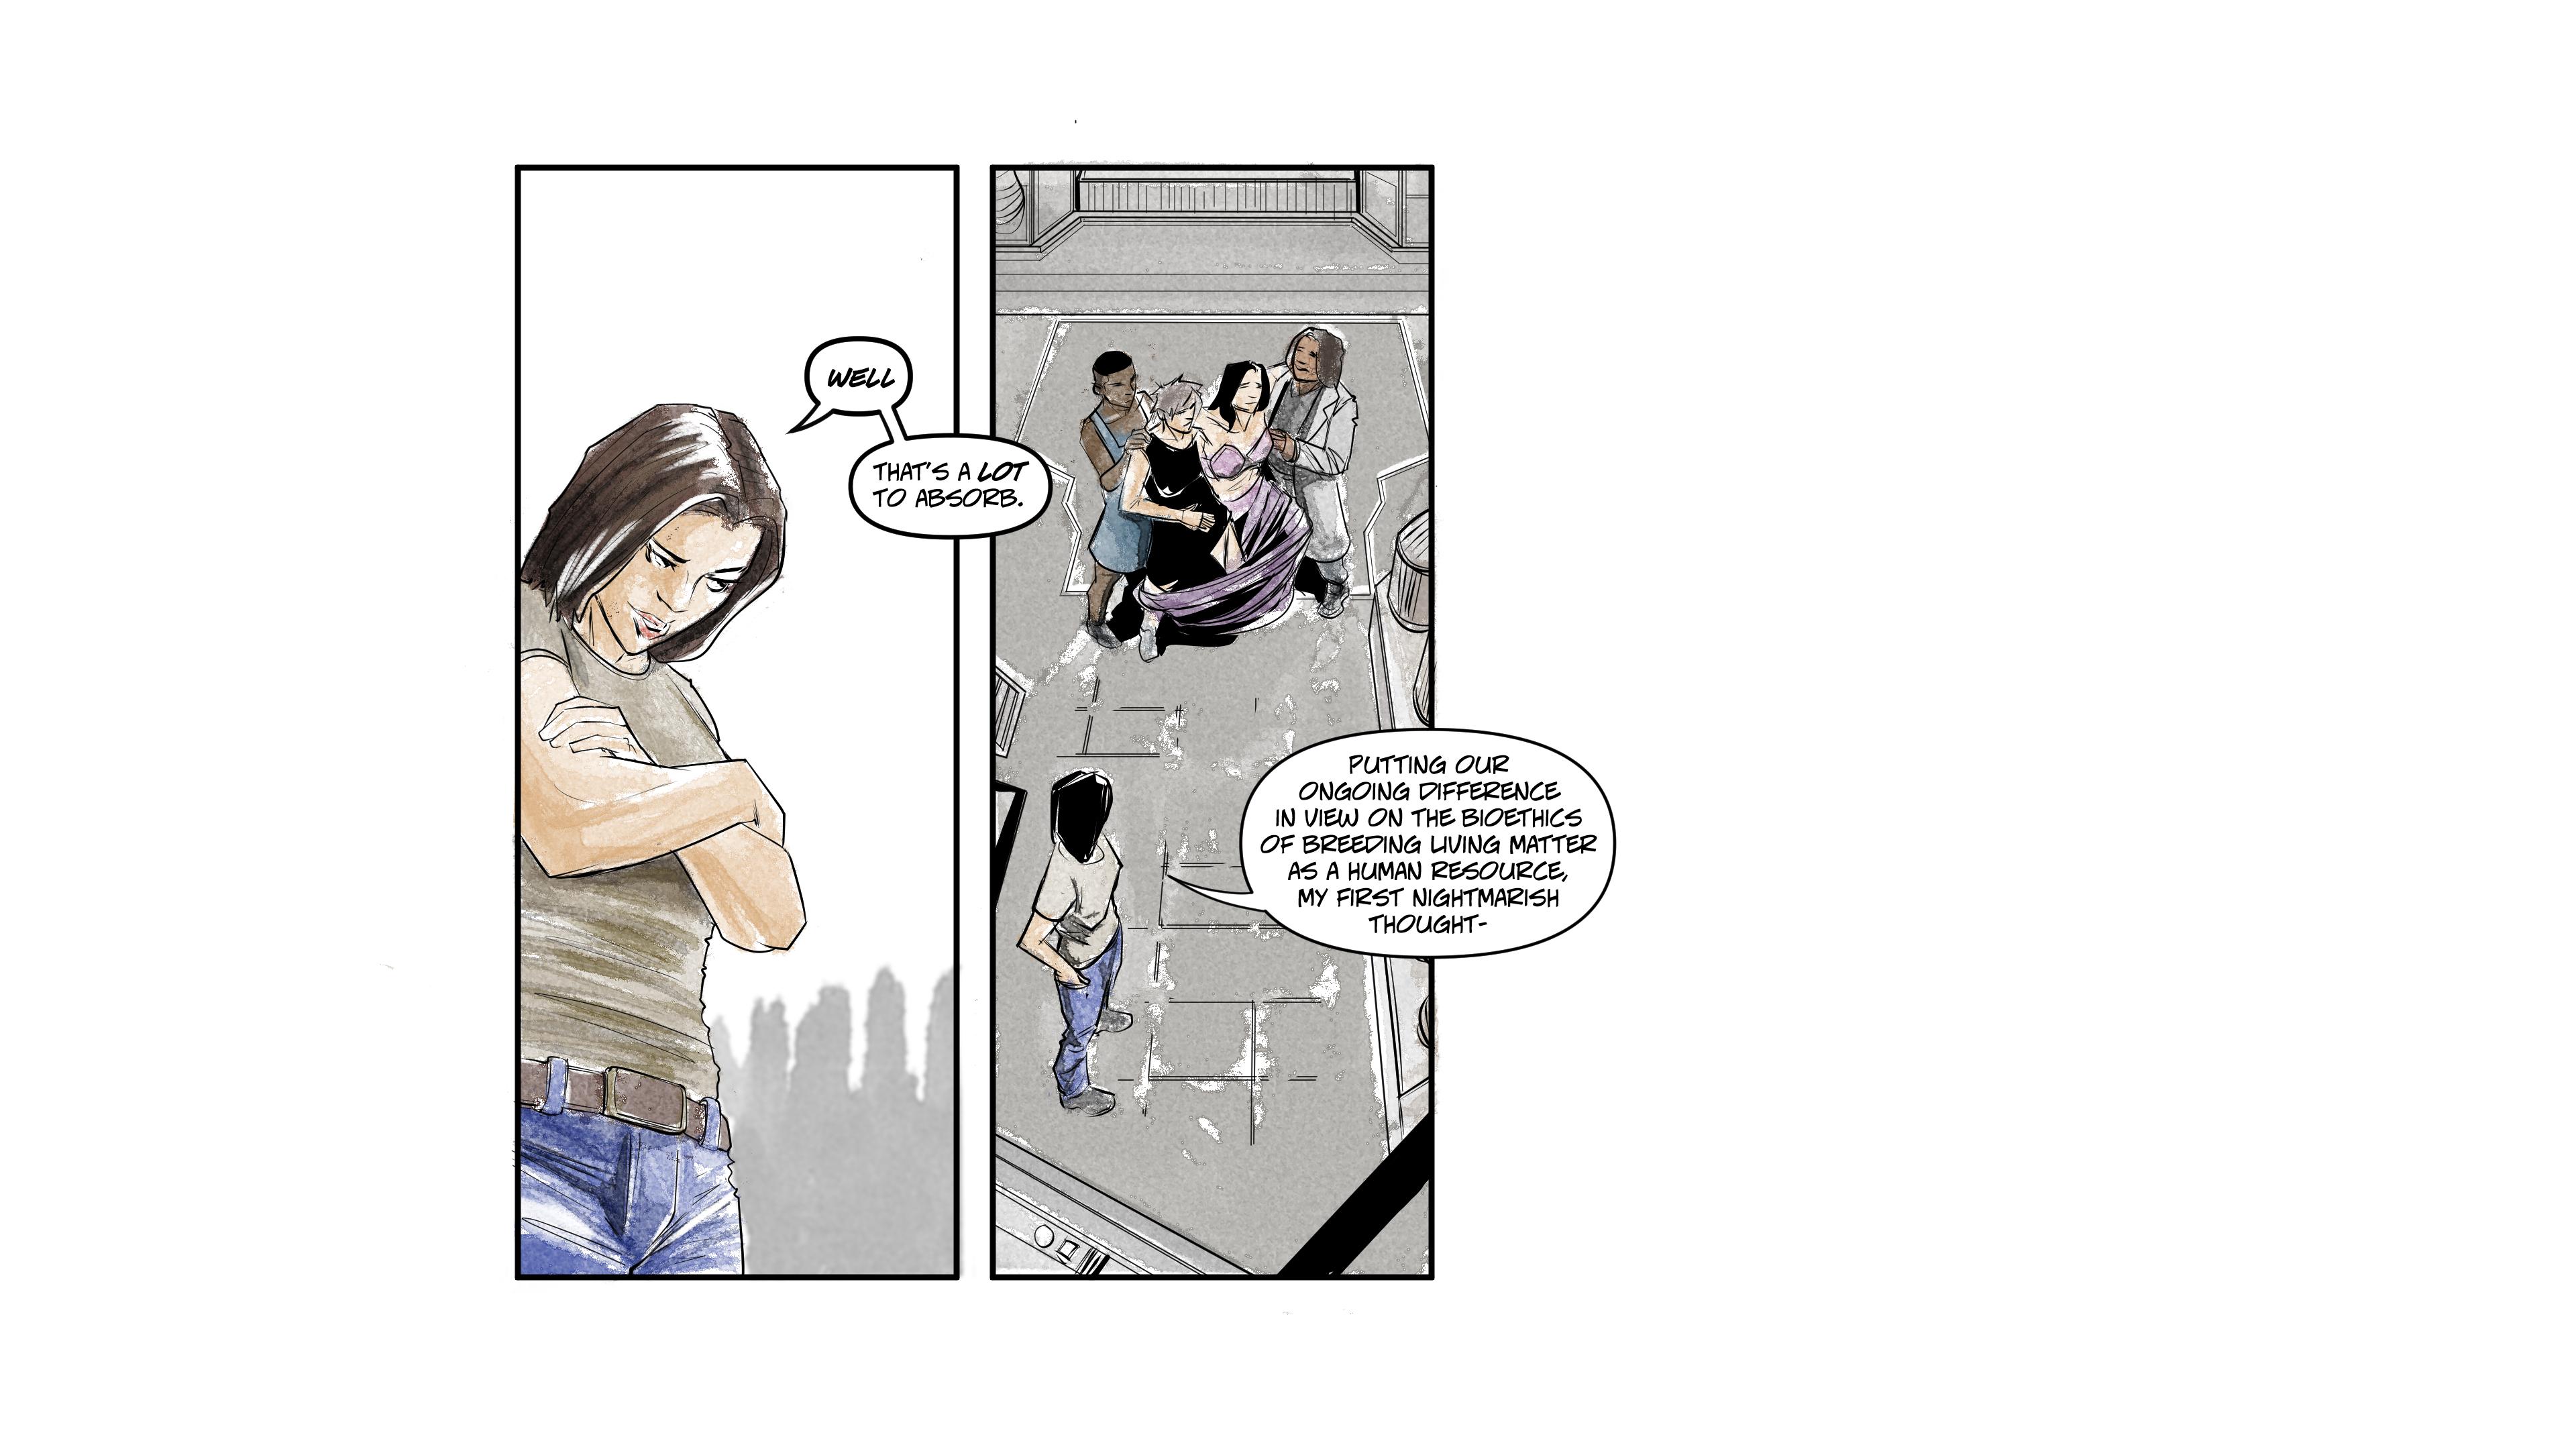 WELL
THAT'S A LOT
TO ABSORB.
PUTTING OUR
ONGOING DIFFERENCE
IN VIEW ON THE BIOETHICS
OF BREEDING LIVING MATTER
AS A HUMAN RESOURCE,
MY FIRST NIGHTMARISH
THOUGHT-